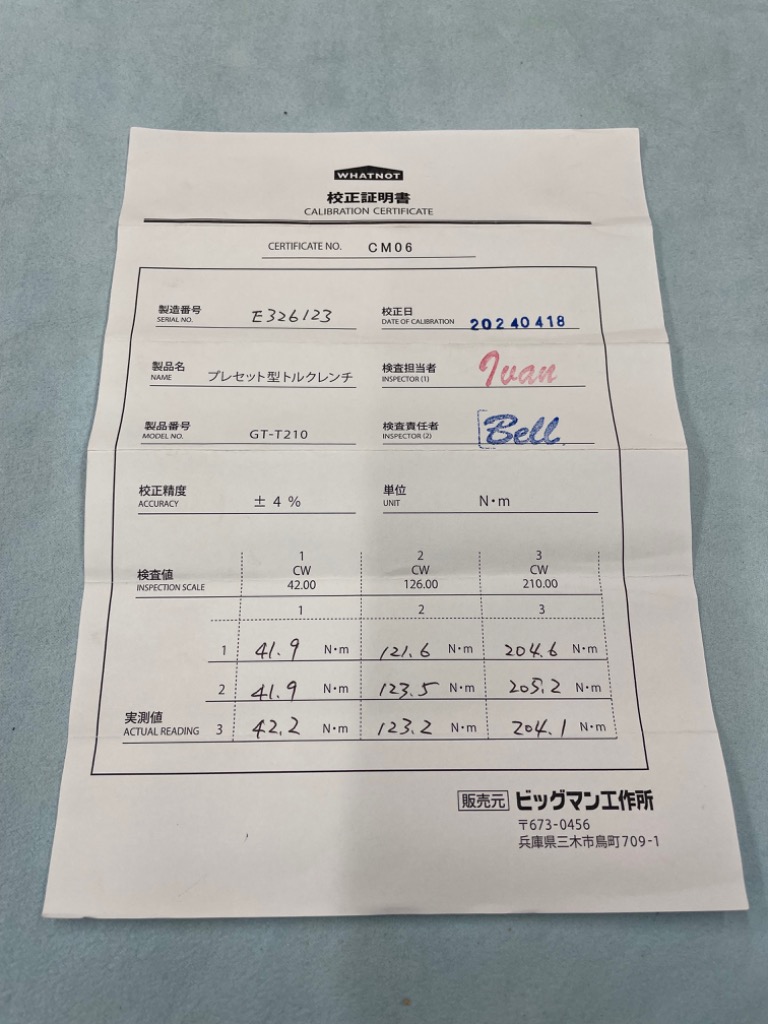 WHATNOT
校正証明書
CALIBRATION CERTIFICATE
CERTIFICATE NO. CM06
製造番号 E326123 校正日 20240418
SERIAL NO. DATE OF CALIBRATION
製品名 プレセット型トルクレンチ 検査担当者 Ivan
NAME INSPECTOR (1)
製品番号 GT-T210 検査責任者 Bell
MODEL NO. INSPECTOR (2)
校正精度 ± 4 % 単位 N・m
ACCURACY UNIT
1 2 3
検査値 CW CW CW
INSPECTION SCALE 42.00 126.00 210.00
1 2 3
1 41.9 N・m 121.6 N・m 204.6 N・m
2 41.9 N・m 123.5 N・m 205.2 N・m
実測値
ACTUAL READING 3 42.2 N・m 123.2 N・m 204.1 N・m
販売元 ビッグマン工作所
〒673-0456
兵庫県三木市鳥町709-1